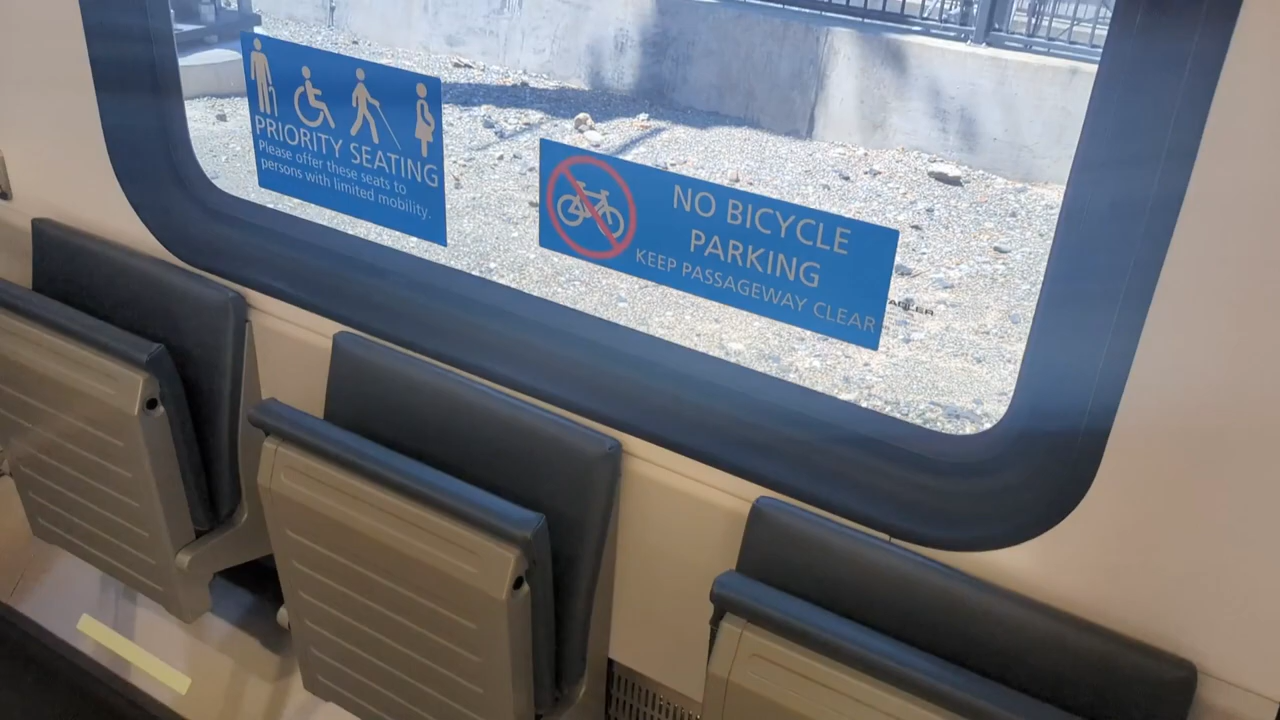 PRIORITY SEATING
Please offer these seats to
persons with limited mobility.
NO BICYCLE
PARKING
KEEP PASSAGEWAY CLEAR